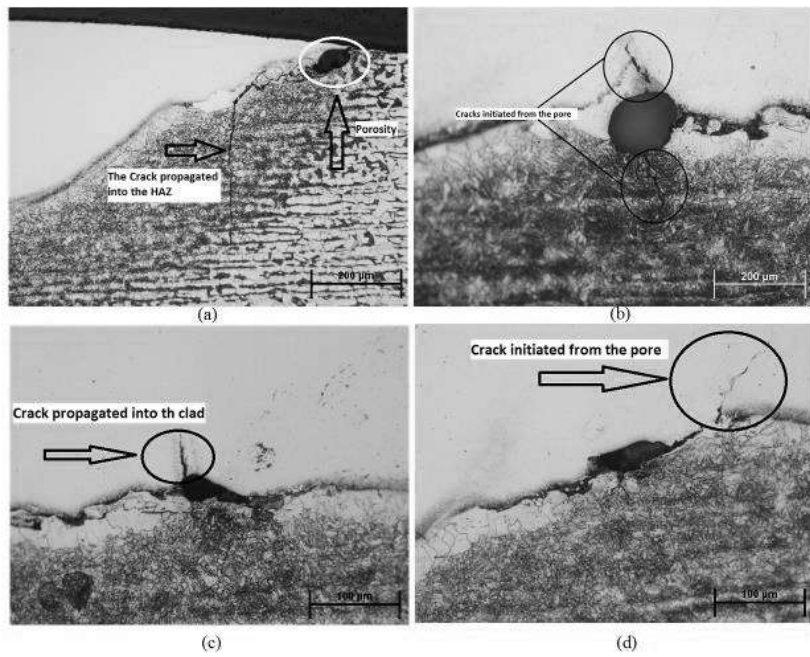 Porosity
The Crack propagated
into the HAZ
200 µm
(a)
Cracks initiated from the pore
200 µm
(b)
Crack propagated into th clad
100 µm
(c)
Crack initiated from the pore
100 µm
(d)